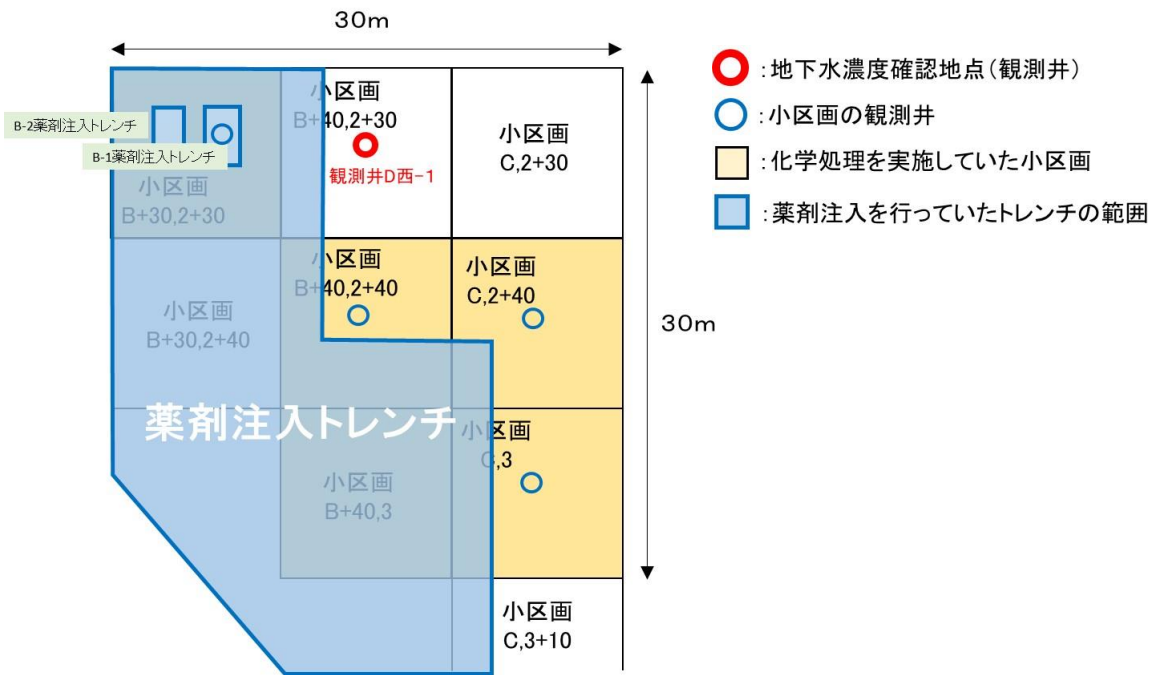 30m
:地下水濃度確認地点(観測井)
:小区画の観測井
:化学処理を実施していた小区画
:薬剤注入を行っていたトレンチの範囲
B-2薬剤注入トレンチ
B-1薬剤注入トレンチ
小区画
B+30,2+30
小区画
B+40,2+30
観測井D西-1
小区画
C,2+30
小区画
B+30,2+40
小区画
B+40,2+40
小区画
C,2+40
30m
薬剤注入トレンチ
小区画
B+40,3
小区画
C,3
小区画
C,3+10